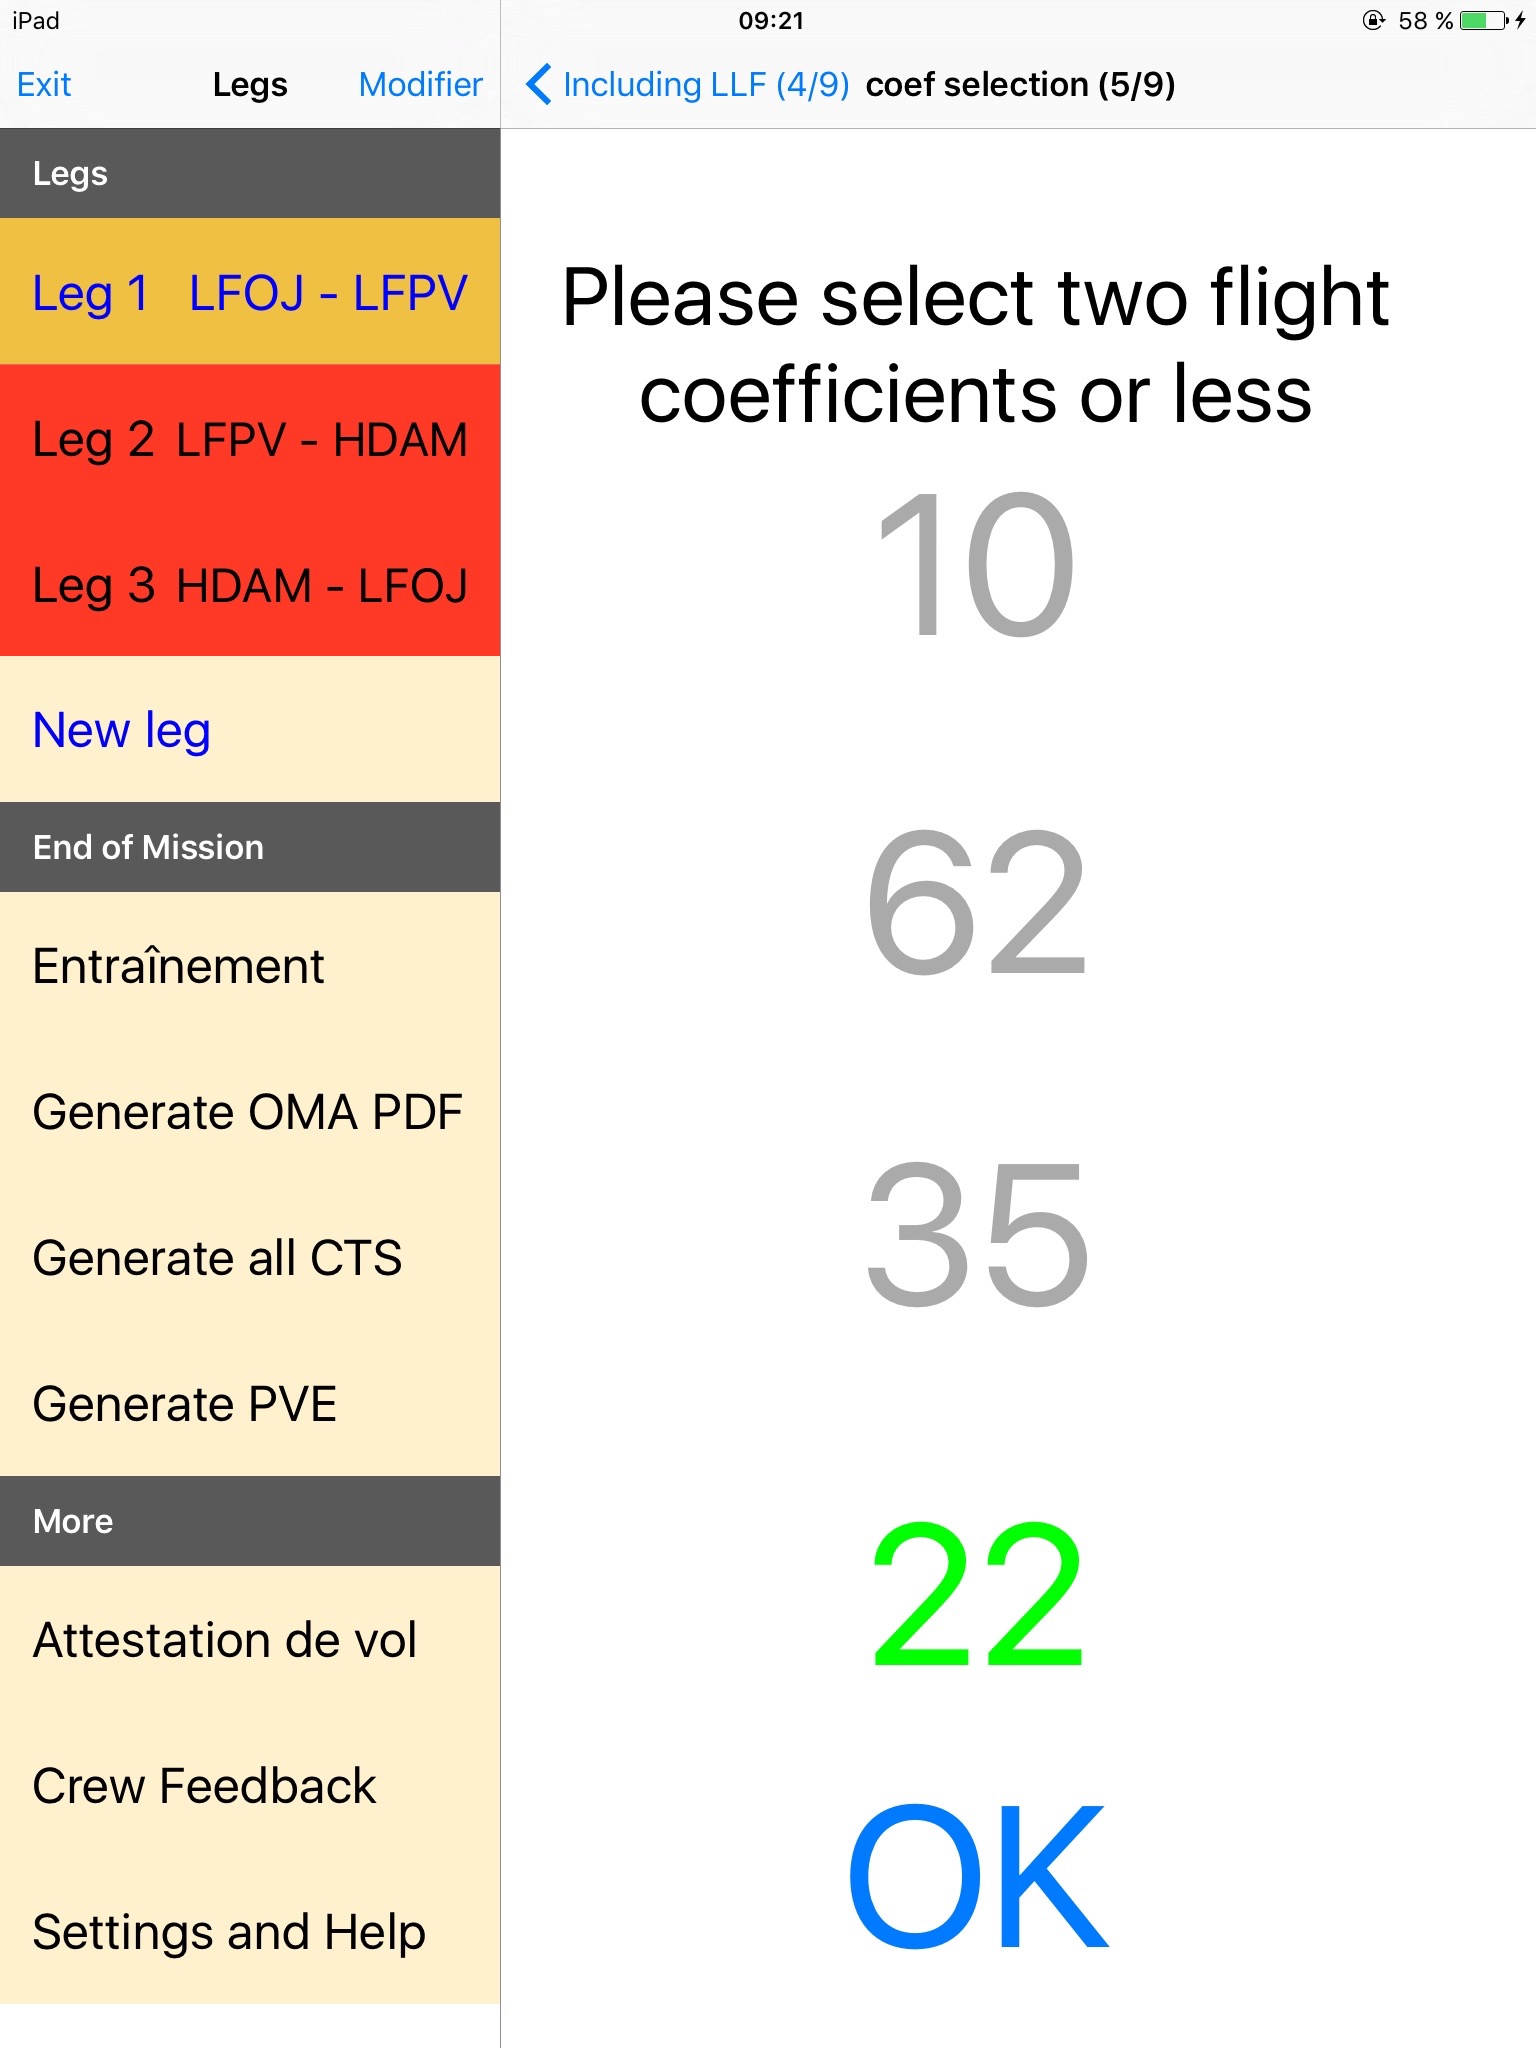 iPad 09:21 58 %
Exit Legs Modifier
Including LLF (4/9) coef selection (5/9)
Legs
Leg 1 LFOJ - LFPV
Leg 2 LFPV - HDAM
Leg 3 HDAM - LFOJ
New leg
End of Mission
Entraînement
Generate OMA PDF
Generate all CTS
Generate PVE
More
Attestation de vol
Crew Feedback
Settings and Help
Please select two flight
coefficients or less
10
62
35
22
OK